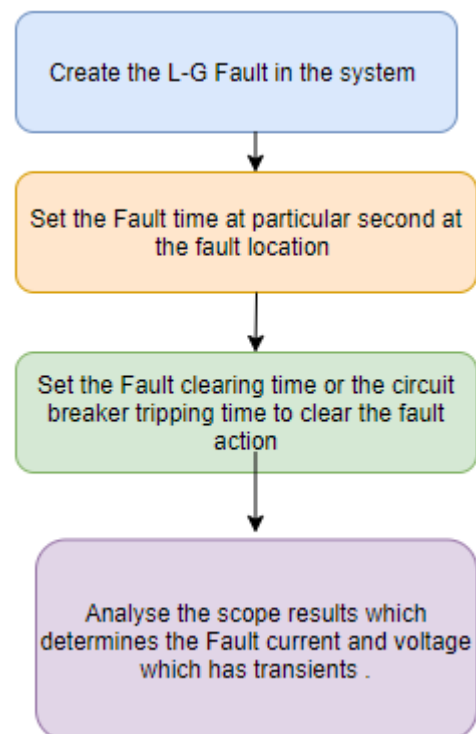 Create the L-G Fault in the system
Set the Fault time at particular second at
the fault location
Set the Fault clearing time or the circuit
breaker tripping time to clear the fault
action
Analyse the scope results which
determines the Fault current and voltage
which has transients .